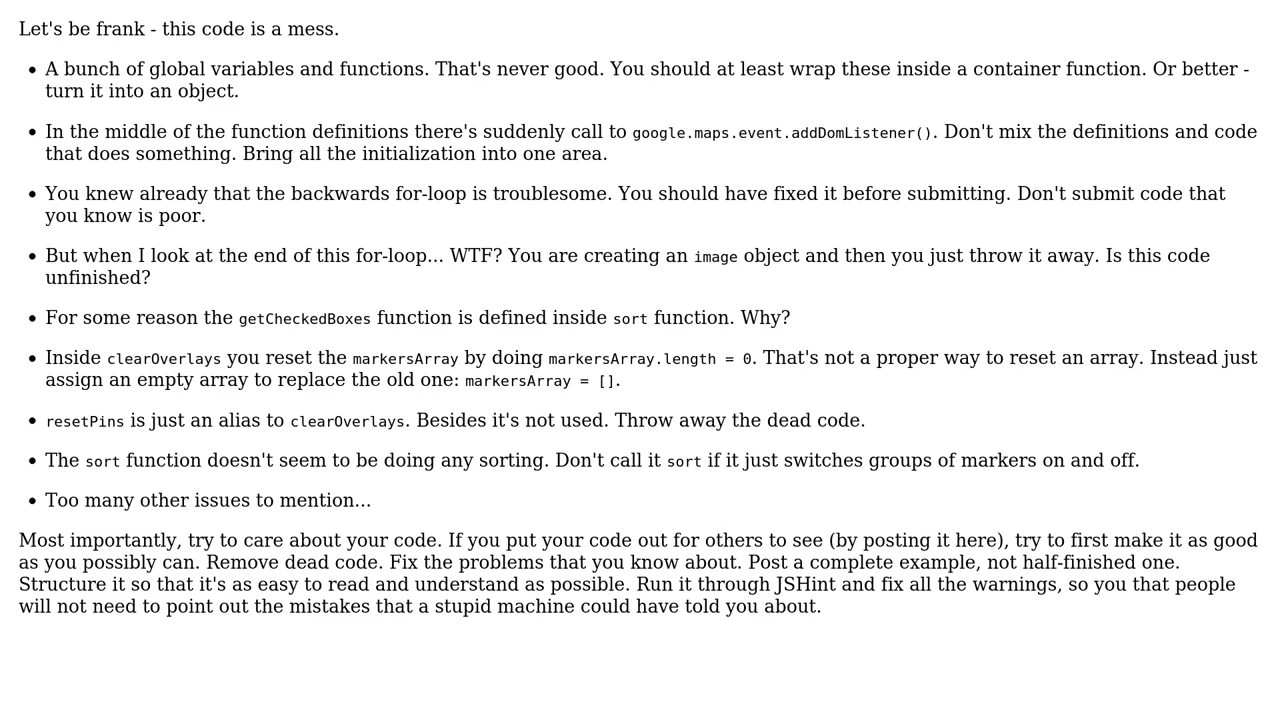 Let's be frank - this code is a mess.
• A bunch of global variables and functions. That's never good. You should at least wrap these inside a container function. Or better -
turn it into an object.
• In the middle of the function definitions there's suddenly call to google.maps.event.addDomListener(). Don't mix the definitions and code
that does something. Bring all the initialization into one area.
• You knew already that the backwards for-loop is troublesome. You should have fixed it before submitting. Don't submit code that
you know is poor.
• But when I look at the end of this for-loop... WTF? You are creating an image object and then you just throw it away. Is this code
unfinished?
• For some reason the getCheckedBoxes function is defined inside sort function. Why?
• Inside clearOverlays you reset the markersArray by doing markersArray.length = 0. That's not a proper way to reset an array. Instead just
assign an empty array to replace the old one: markersArray = [].
• resetPins is just an alias to clearOverlays. Besides it's not used. Throw away the dead code.
• The sort function doesn't seem to be doing any sorting. Don't call it sort if it just switches groups of markers on and off.
• Too many other issues to mention...
Most importantly, try to care about your code. If you put your code out for others to see (by posting it here), try to first make it as good
as you possibly can. Remove dead code. Fix the problems that you know about. Post a complete example, not half-finished one.
Structure it so that it's as easy to read and understand as possible. Run it through JSHint and fix all the warnings, so you that people
will not need to point out the mistakes that a stupid machine could have told you about.